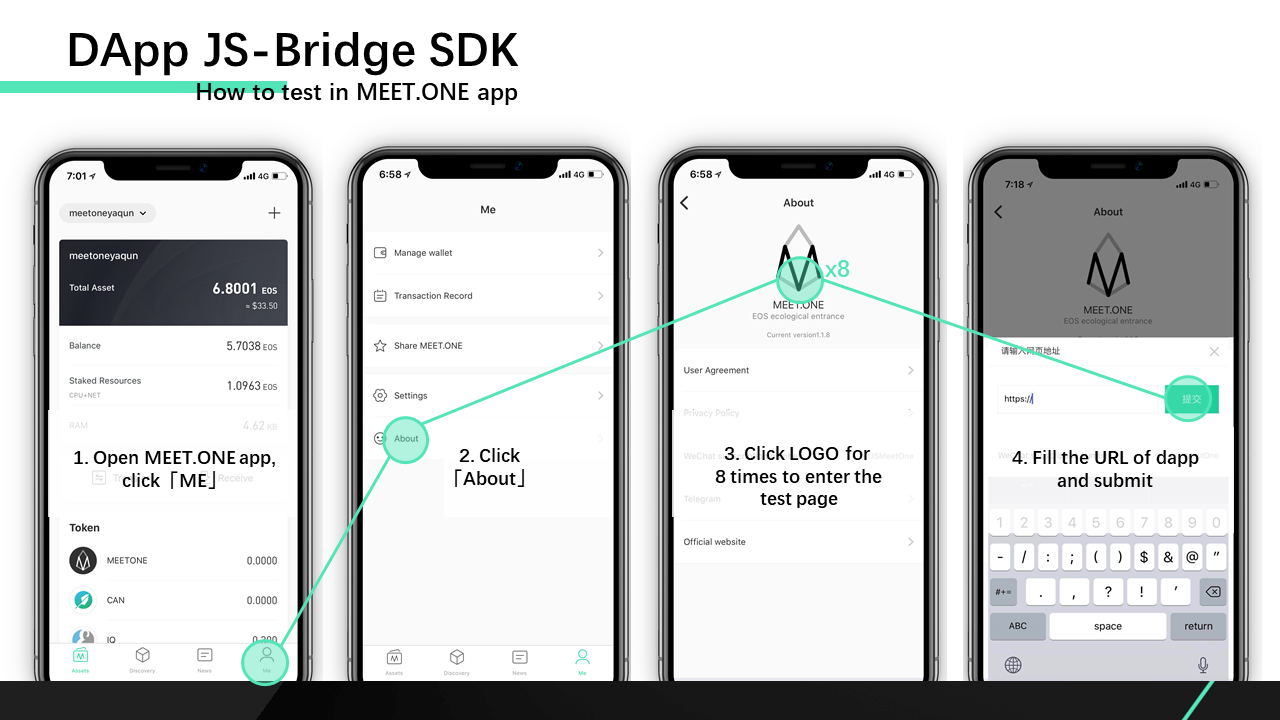 DApp JS-Bridge SDK
How to test in MEET.ONE app
7:01
4G
meetoneyaqun
meetoneyaqun
Total Asset
6.8001 EOS
≈ $33.50
Balance
5.7038 EOS
Staked Resources
1.0963 EOS
CPU+NET
RAM
4.62 KB
1. Open MEET.ONE app,
click「ME」
Receive
Token
MEETONE
0.0000
CAN
0.0000
IQ
Assets
Discovery
News
Me
6:58
4G
Me
Manage wallet
Transaction Record
Share MEET.ONE
Settings
About
2. Click
「About」
Assets
Discovery
News
Me
6:58
4G
About
x8
MEET.ONE
EOS ecological entrance
Current version1.1.8
User Agreement
Privacy Policy
3. Click LOGO for
8 times to enter the
test page
Telegram
Official website
7:18
4G
About
MEET.ONE
EOS ecological entrance
请输入网页地址
https://
提交
4. Fill the URL of dapp
and submit
1 2 3 4 5 6 7 8 9 0
- / : ; ( ) $ & @ "
#+= . , ? ! '
ABC space return